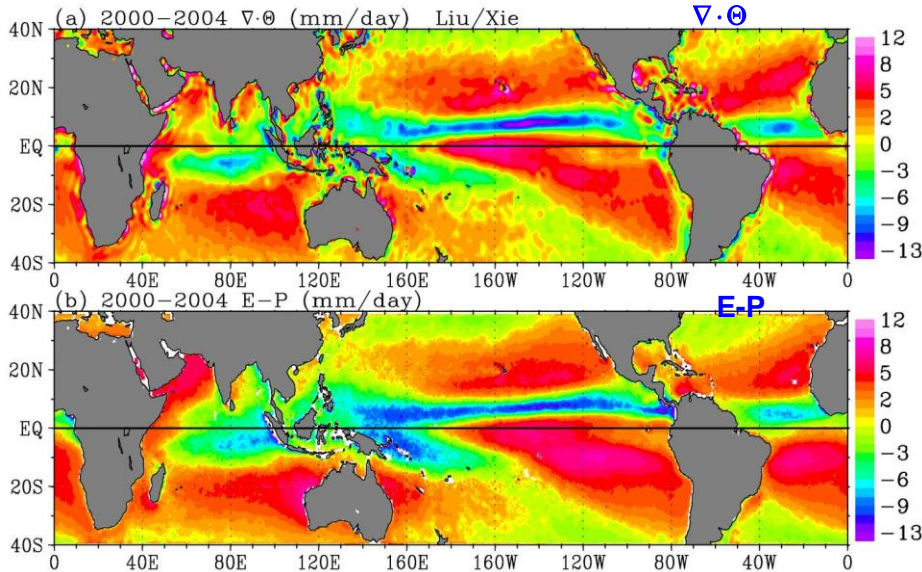 (a) 2000−2004 ∇·Θ (mm/day) Liu/Xie
∇·Θ
40N
20N
EQ
20S
40S
12
8
5
2
0
−3
−6
−9
−13
0 40E 80E 120E 160E 160W 120W 80W 40W 0
(b) 2000−2004 E−P (mm/day)
E-P
40N
20N
EQ
20S
40S
12
8
5
2
0
−3
−6
−9
−13
0 40E 80E 120E 160E 160W 120W 80W 40W 0